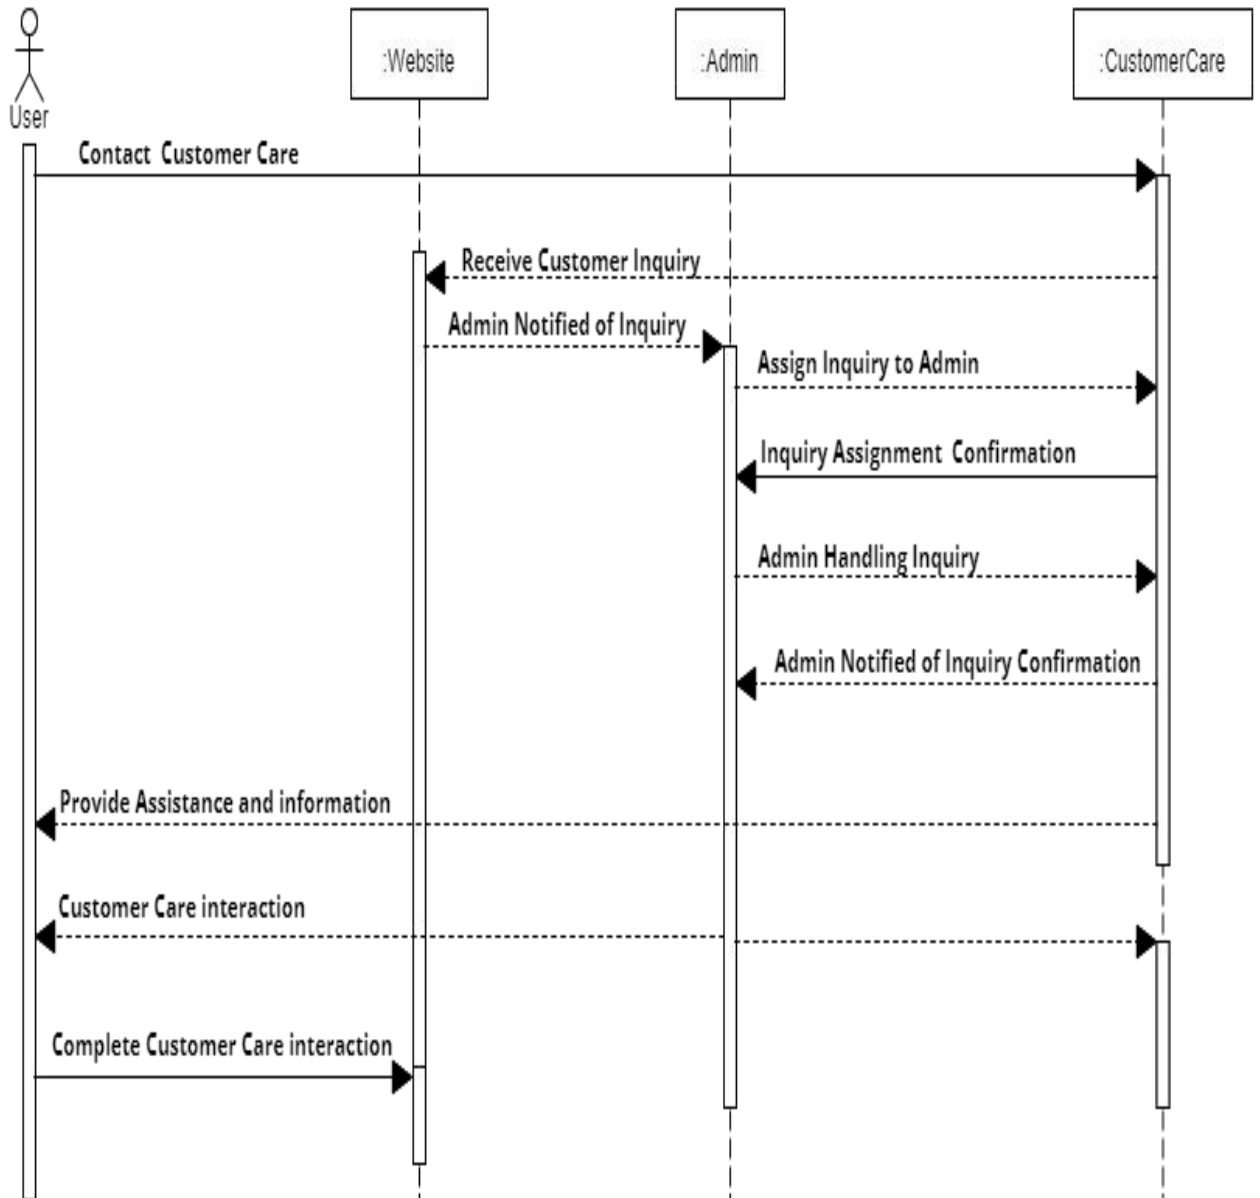 :Website
:Admin
:CustomerCare
User
Contact Customer Care
Receive Customer Inquiry
Admin Notified of Inquiry
Assign Inquiry to Admin
Inquiry Assignment Confirmation
Admin Handling Inquiry
Admin Notified of Inquiry Confirmation
Provide Assistance and information
Customer Care interaction
Complete Customer Care interaction